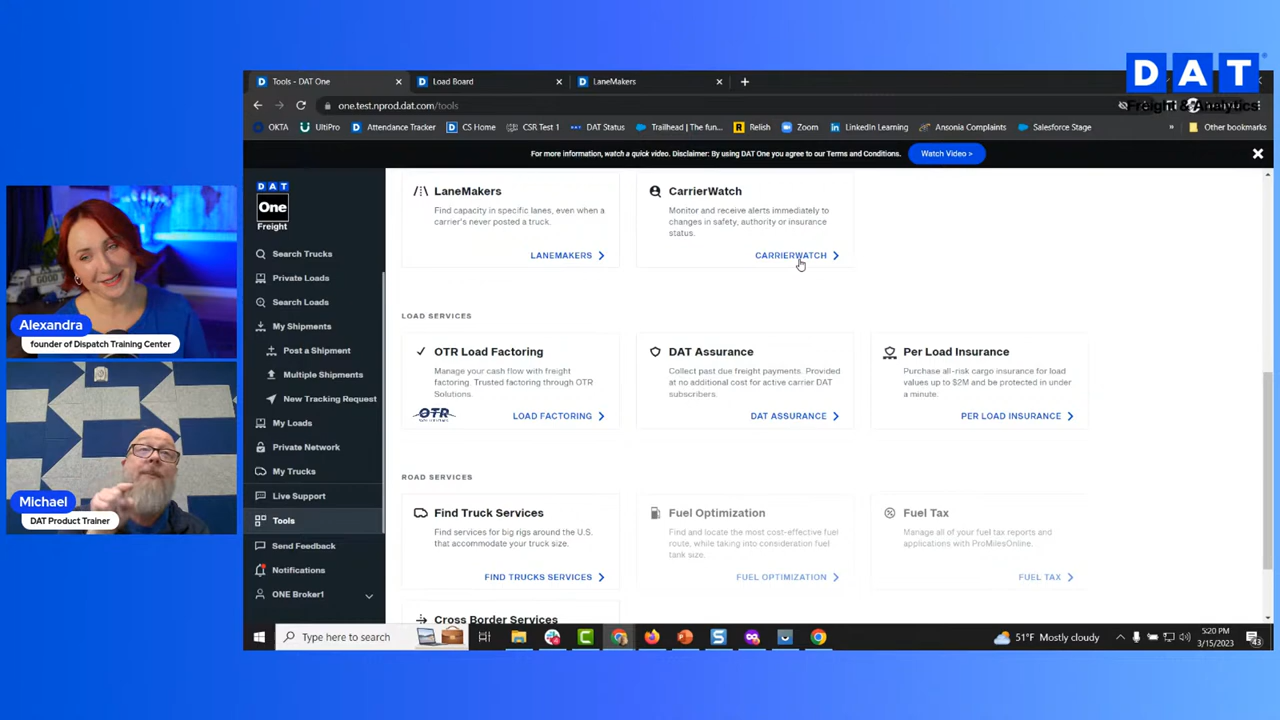 DAT
Freight & Analytics
Tools - DAT One
Load Board
LaneMakers
one.test.nprod.dat.com/tools
OKTA
UltiPro
Attendance Tracker
CS Home
CSR Test 1
DAT Status
Trailhead | The fun...
Relish
Zoom
LinkedIn Learning
Ansonia Complaints
Salesforce Stage
»
Other bookmarks
For more information, watch a quick video. Disclaimer: By using DAT One you agree to our Terms and Conditions.
Watch Video >
DAT
One
Freight
Search Trucks
Private Loads
Search Loads
My Shipments
Post a Shipment
Multiple Shipments
New Tracking Request
My Loads
Private Network
My Trucks
Live Support
Tools
Send Feedback
Notifications
ONE Broker1
LaneMakers
Find capacity in specific lanes, even when a
carrier's never posted a truck.
LANEMAKERS
CarrierWatch
Monitor and receive alerts immediately to
changes in safety, authority or insurance
status.
CARRIERWATCH
LOAD SERVICES
OTR Load Factoring
Manage your cash flow with freight
factoring. Trusted factoring through OTR
Solutions.
OTR
LOAD FACTORING
DAT Assurance
Collect past due freight payments. Provided
at no additional cost for active carrier DAT
subscribers.
DAT ASSURANCE
Per Load Insurance
Purchase all-risk cargo insurance for load
values up to $2M and be protected in under
a minute.
PER LOAD INSURANCE
ROAD SERVICES
Find Truck Services
Find services for big rigs around the U.S.
that accommodate your truck size.
FIND TRUCKS SERVICES
Fuel Optimization
Find and locate the most cost-effective fuel
route, while taking into consideration fuel
tank size.
FUEL OPTIMIZATION
Fuel Tax
Manage all of your fuel tax reports and
applications with ProMilesOnline.
FUEL TAX
Cross Border Services
Alexandra
founder of Dispatch Training Center
Michael
DAT Product Trainer
Type here to search
51°F Mostly cloudy
5:20 PM
3/15/2023
43